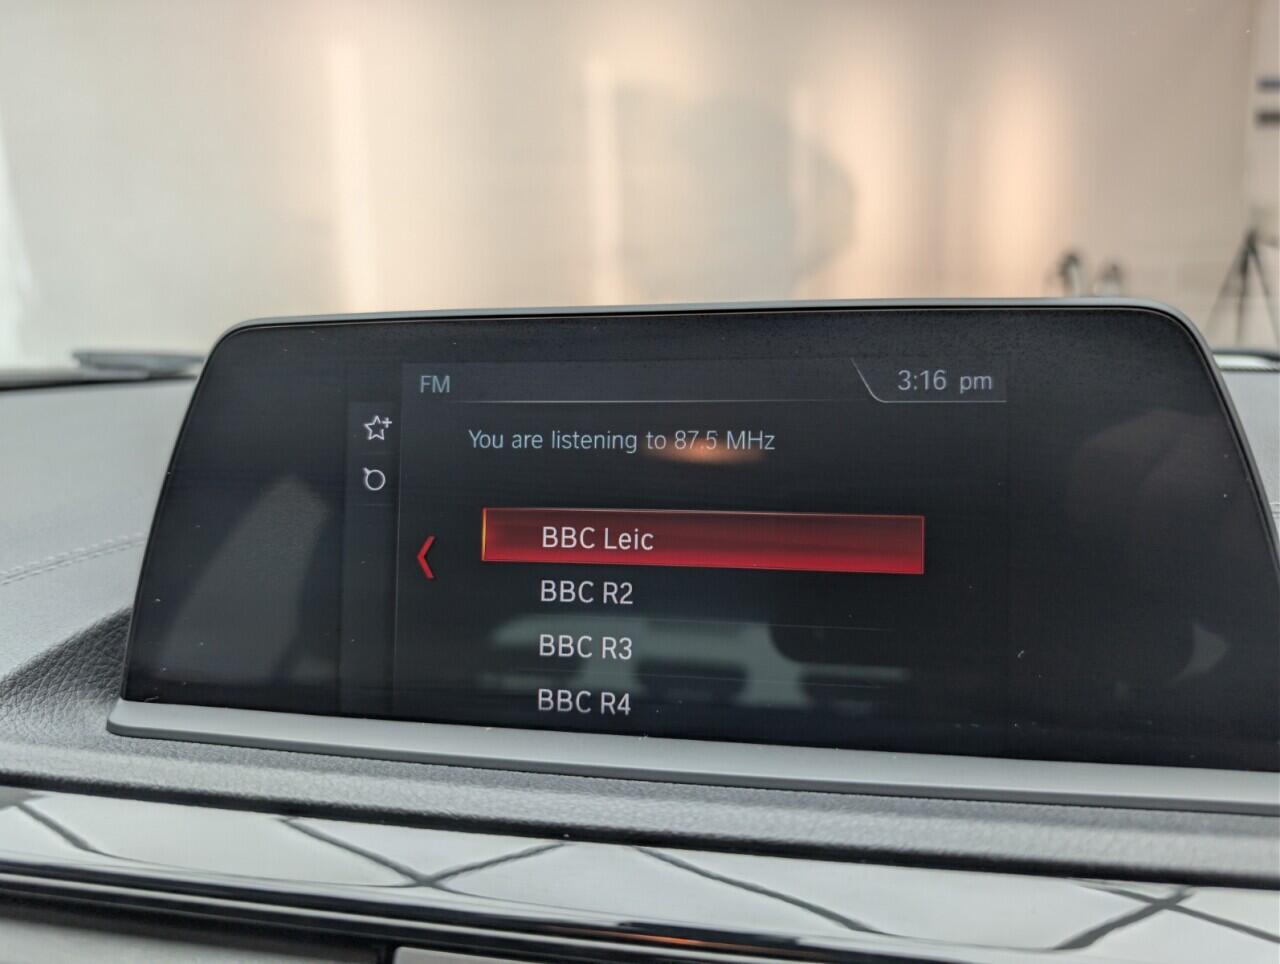 FM
3:16 pm
You are listening to 87.5 MHz
BBC Leic
BBC R2
BBC R3
BBC R4